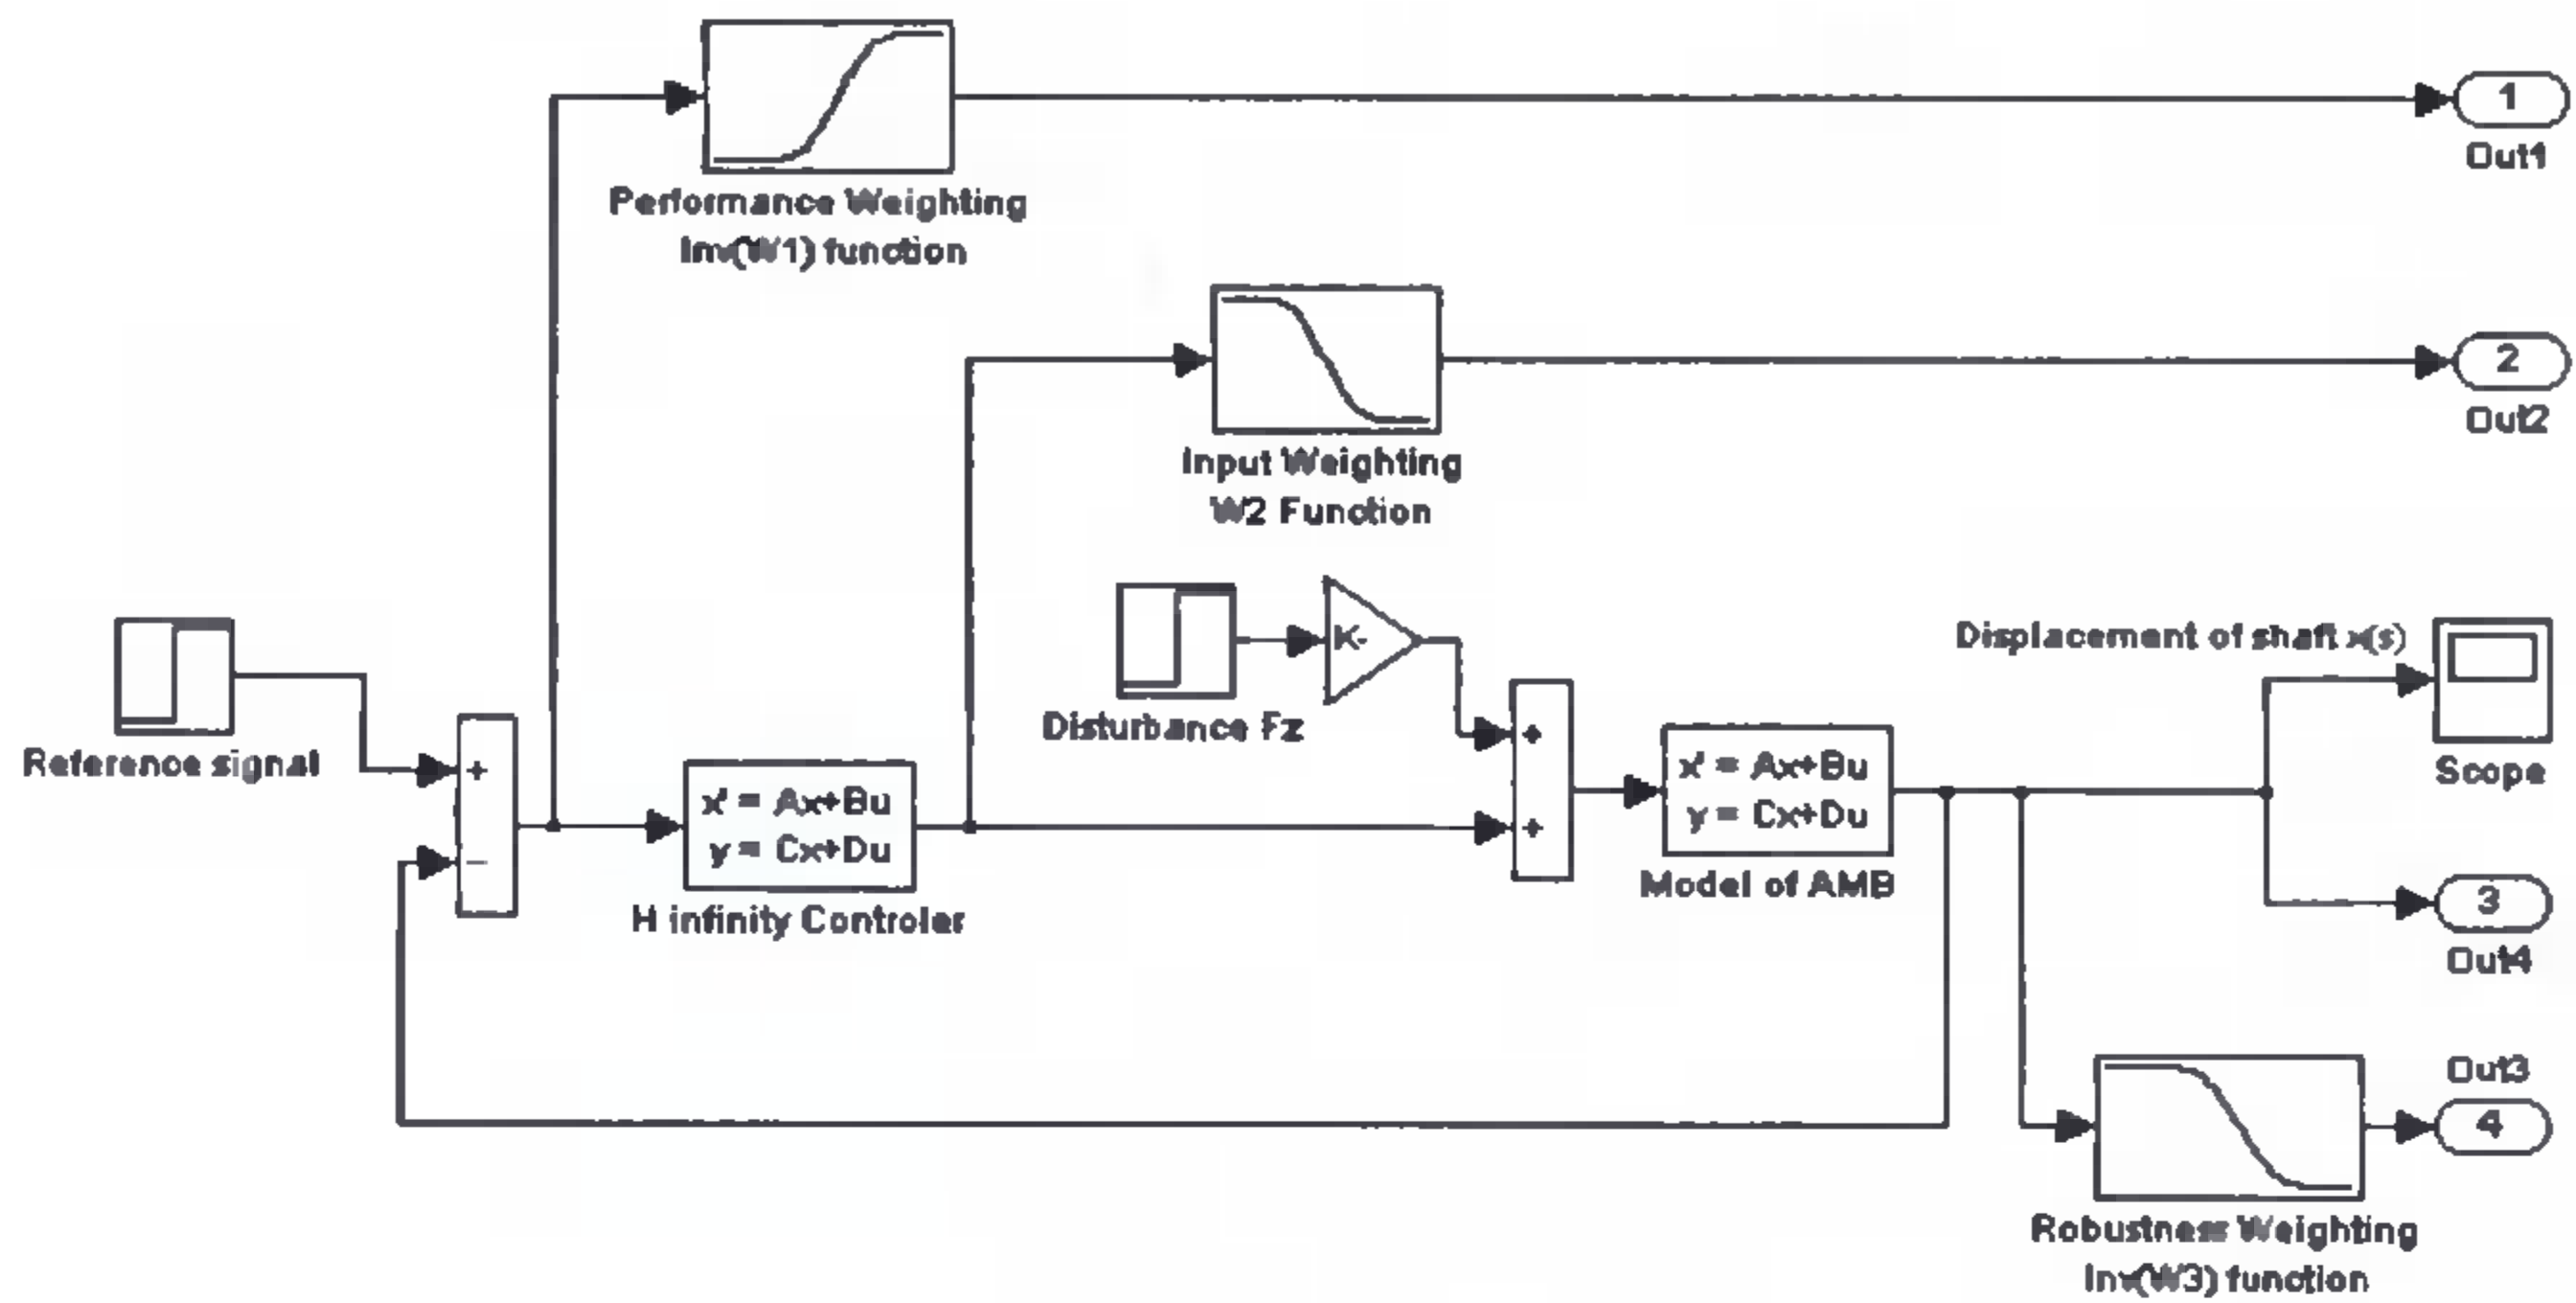 1
Out1
Performance Weighting
Inv(W1) function
2
Out2
Input Weighting
W2 Function
K-
Disturbance Fz
Displacement of shaft x(s)
Scope
Reference signal
+
−
x' = Ax+Bu
y = Cx+Du
H infinity Controler
+
+
x' = Ax+Bu
y = Cx+Du
Model of AMB
3
Out4
Out3
4
Robustness Weighting
Inv(W3) function